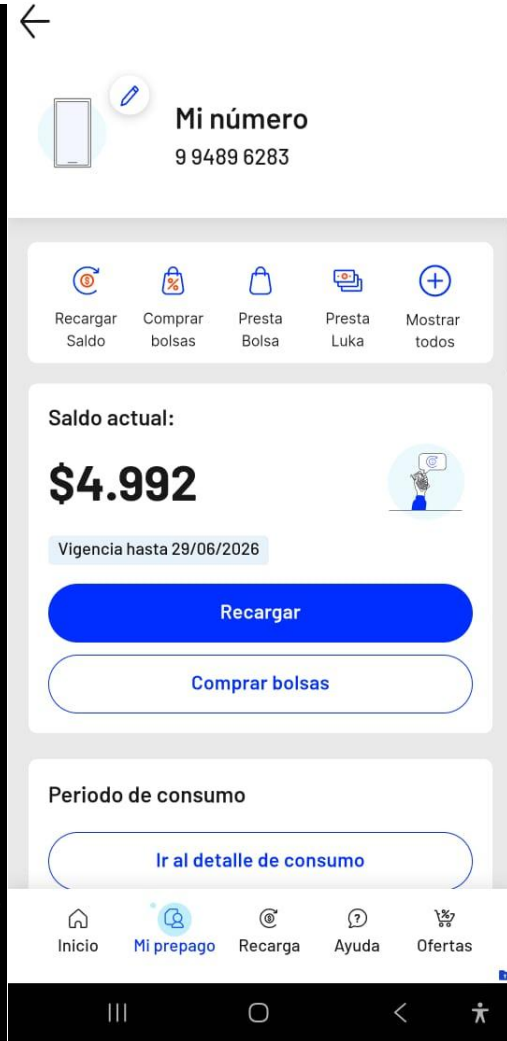 Mi número
9 9489 6283
Recargar
Saldo
Comprar
bolsas
Presta
Bolsa
Presta
Luka
Mostrar
todos
Saldo actual:
$4.992
Vigencia hasta 29/06/2026
Recargar
Comprar bolsas
Periodo de consumo
Ir al detalle de consumo
Inicio
Mi prepago
Recarga
Ayuda
Ofertas